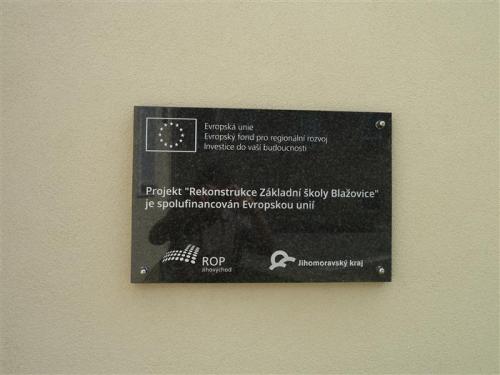 Evropská unie
Evropský fond pro regionální rozvoj
Investice do vaší budoucnosti
Projekt "Rekonstrukce Základní školy Blažovice"
je spolufinancován Evropskou unií
ROP
Jihovýchod
Jihomoravský kraj